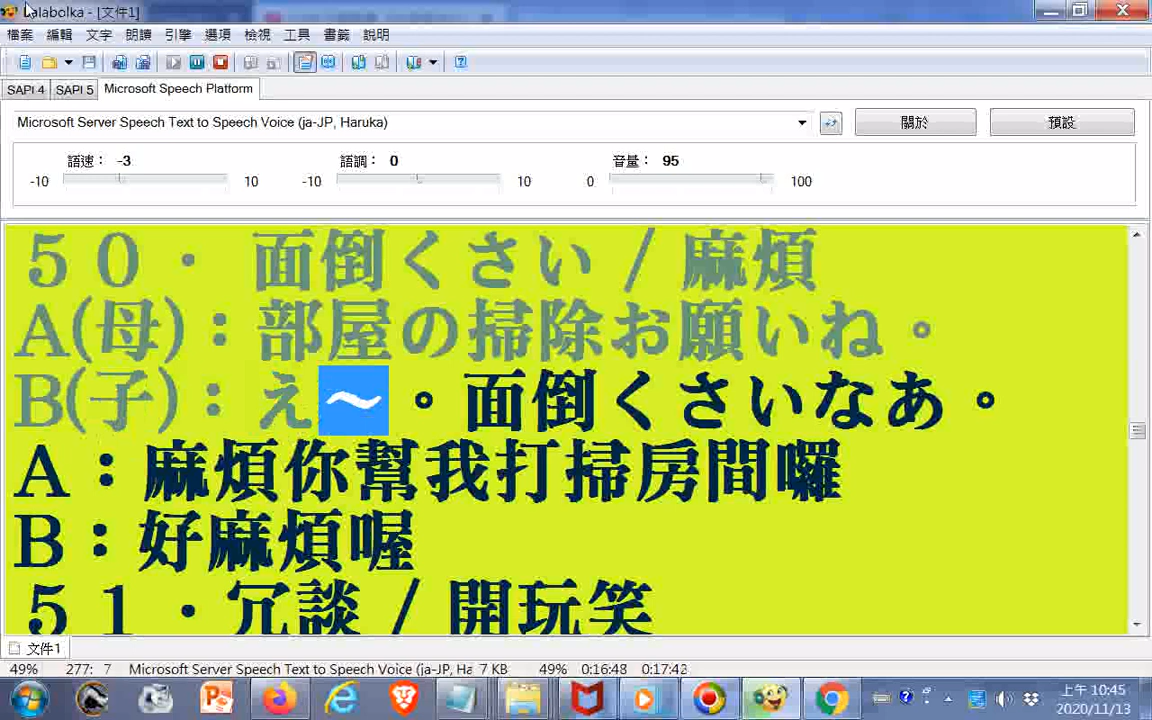 Balabolka - [文件1]
檔案 編輯 文字 朗讀 引擎 選項 檢視 工具 書籤 說明
SAPI 4 SAPI 5 Microsoft Speech Platform
Microsoft Server Speech Text to Speech Voice (ja-JP, Haruka) 關於 預設
語速： -3 語調： 0 音量： 95
-10 10 -10 10 0 100
５０． 面倒くさい / 麻煩
A(母)：部屋の掃除お願いね。
B(子)：え～。面倒くさいなあ。
A：麻煩你幫我打掃房間囉
B：好麻煩喔
５１．冗談 / 開玩笑
文件1
49% 277: 7 Microsoft Server Speech Text to Speech Voice (ja-JP, Ha 7 KB 49% 0:16:48 0:17:42
上午 10:45
2020/11/13